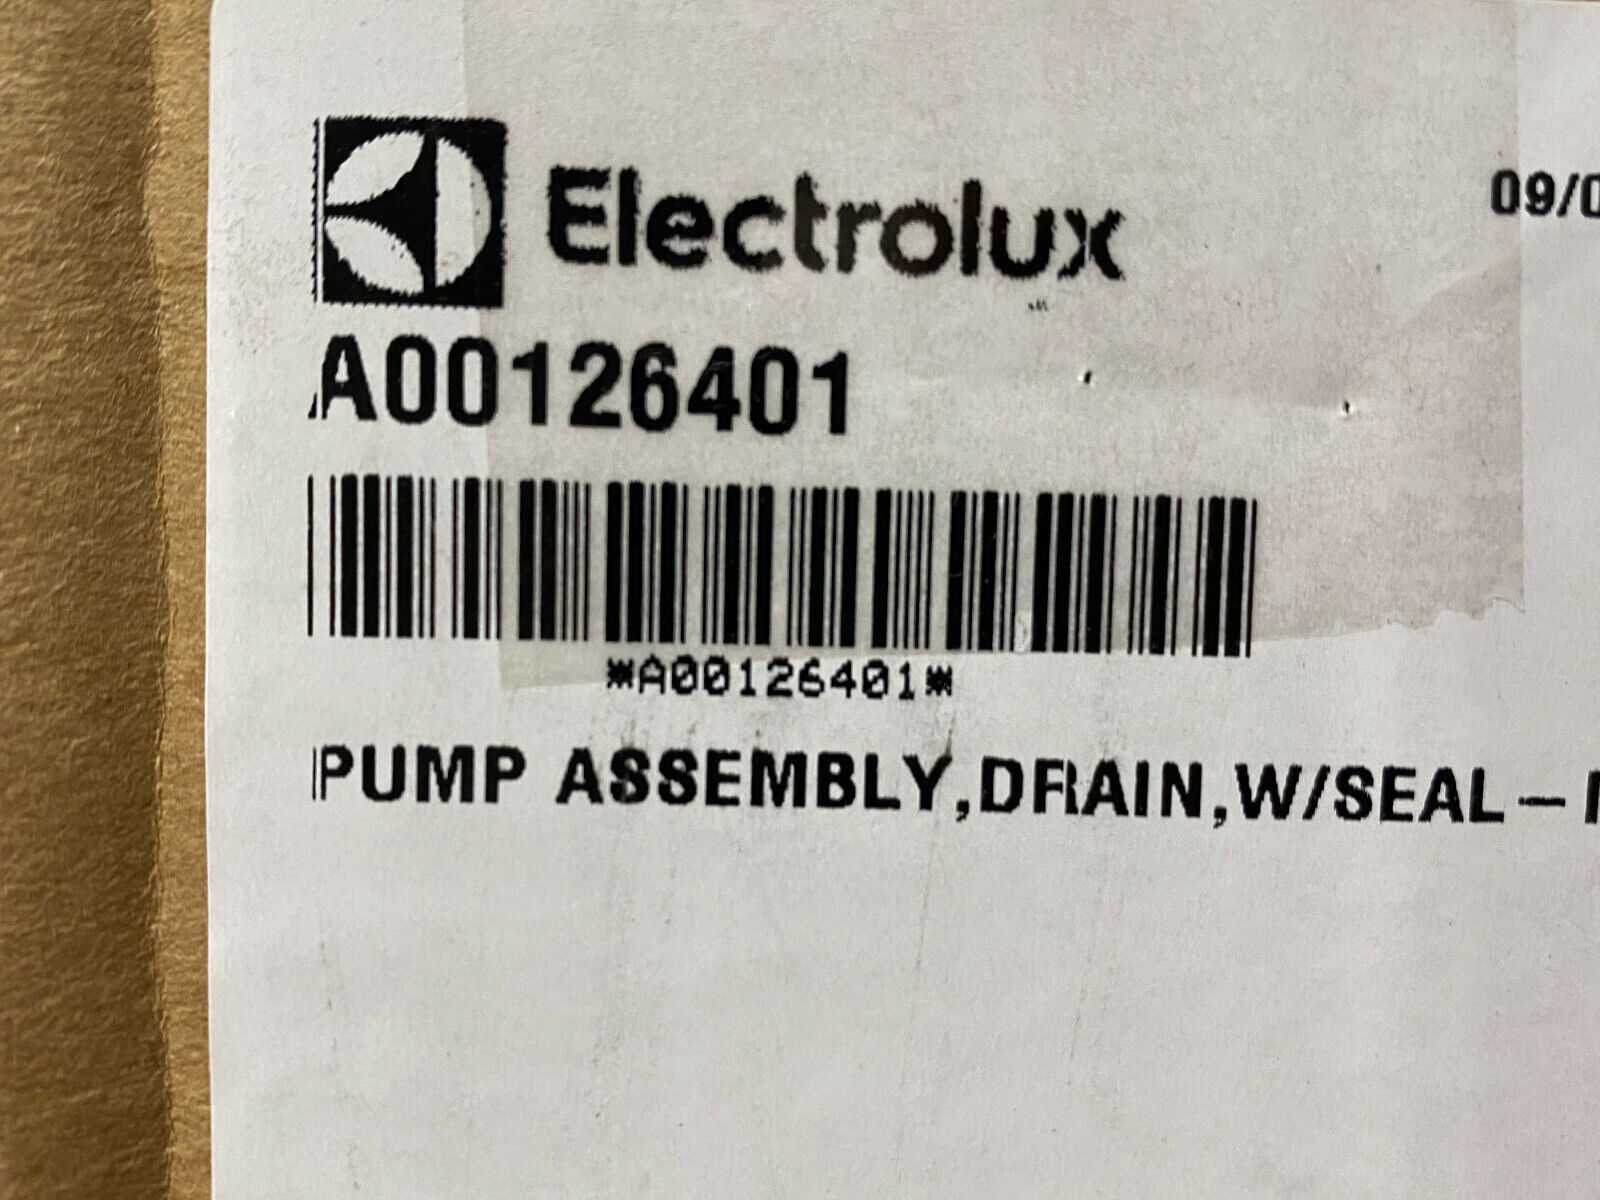 Electrolux
09/0
A00126401
*A00126401*
PUMP ASSEMBLY,DRAIN,W/SEAL-